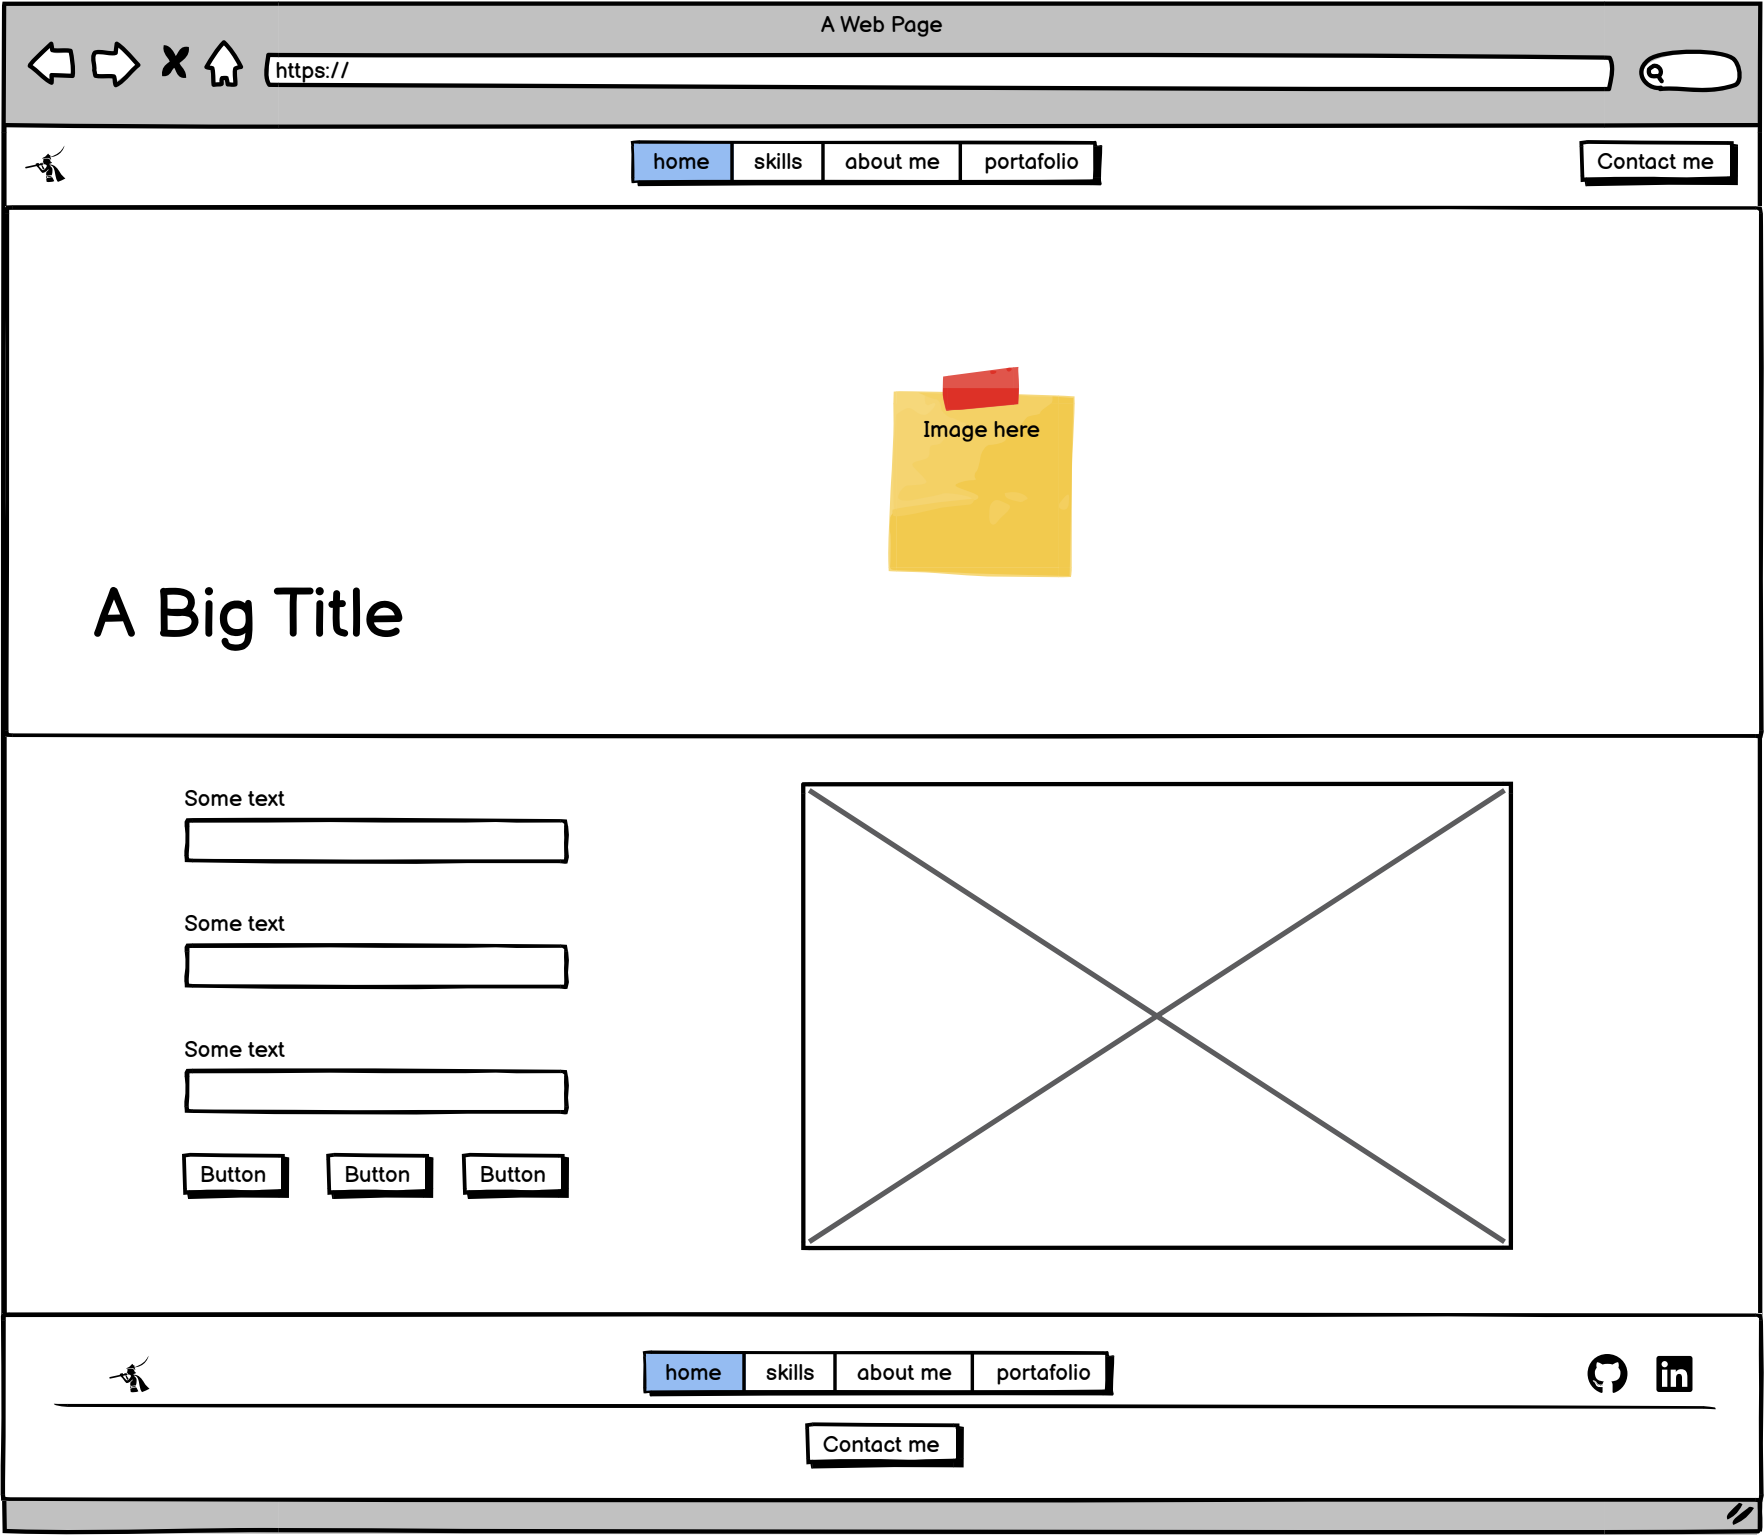 A Web Page
https://
home skills about me portafolio
Contact me
Image here
A Big Title
Some text
Some text
Some text
Button Button Button
home skills about me portafolio
in
Contact me